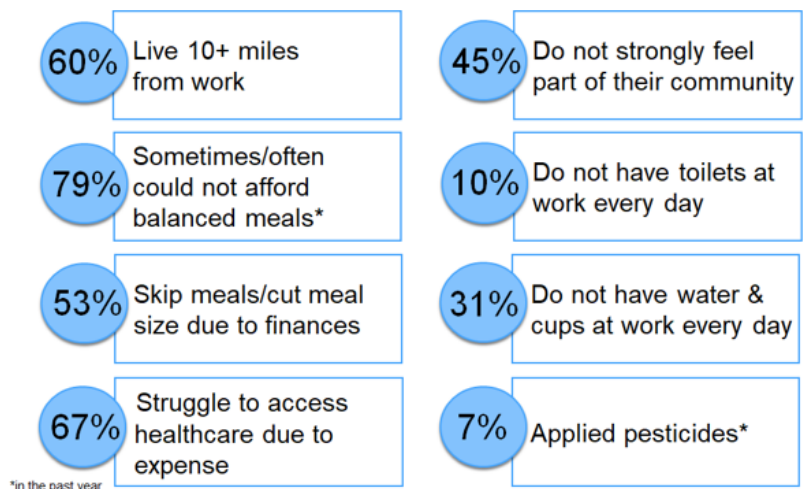 60%
Live 10+ miles
from work
79%
Sometimes/often
could not afford
balanced meals*
53%
Skip meals/cut meal
size due to finances
67%
Struggle to access
healthcare due to
expense
45%
Do not strongly feel
part of their community
10%
Do not have toilets at
work every day
31%
Do not have water &
cups at work every day
7%
Applied pesticides*
*in the past year